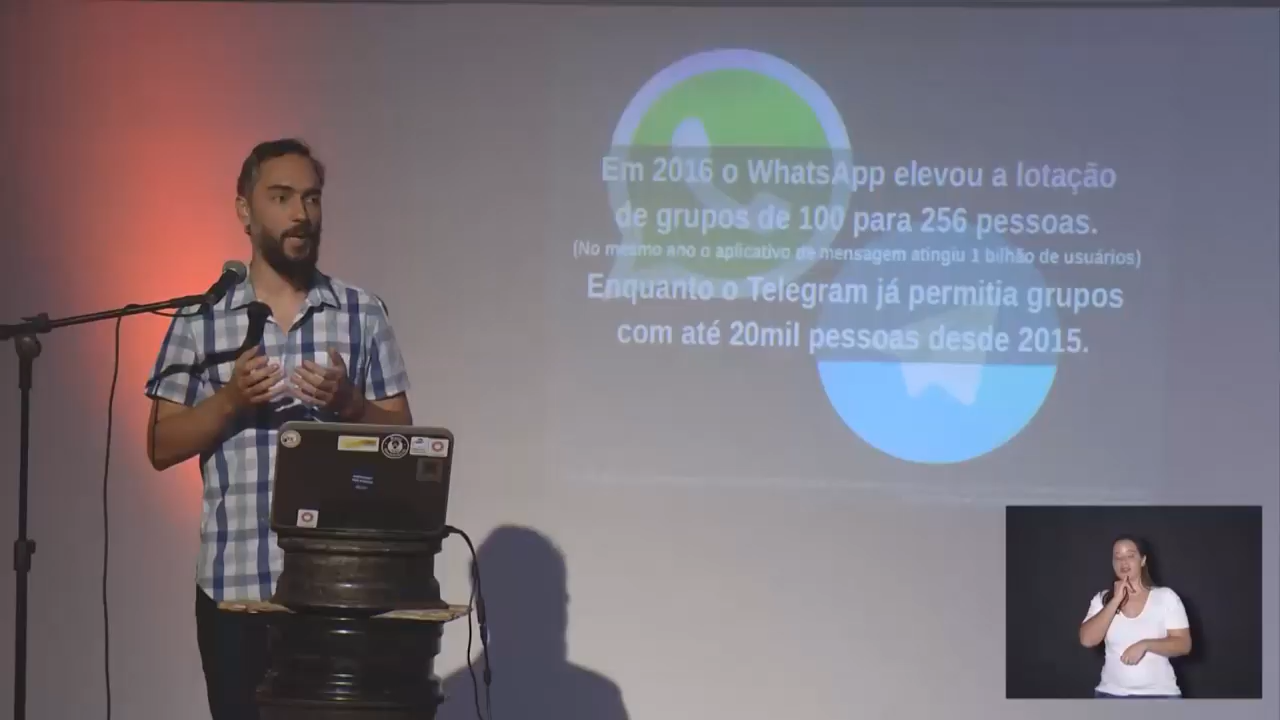 Em 2016 o WhatsApp elevou a lotação
de grupos de 100 para 256 pessoas.
(No mesmo ano o aplicativo de mensagem atingiu 1 bilhão de usuários)
Enquanto o Telegram já permitia grupos
com até 20mil pessoas desde 2015.